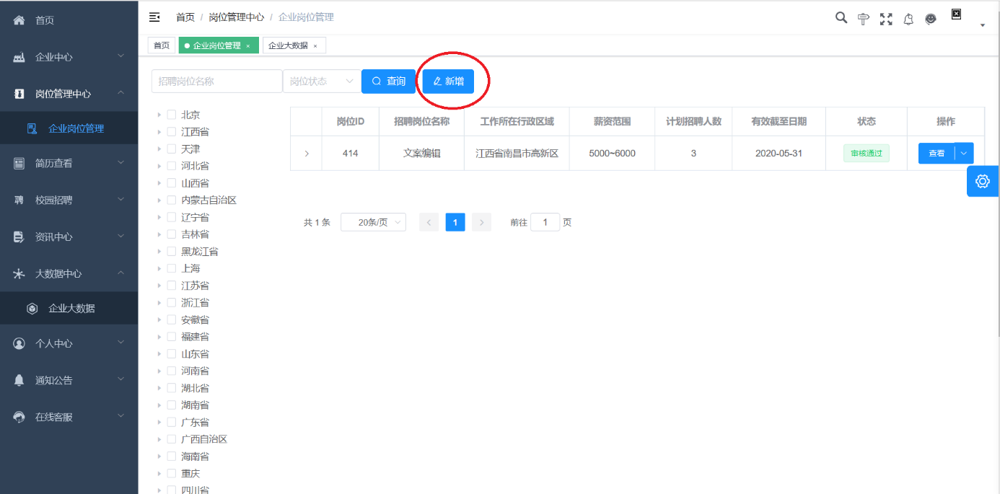 首页
企业中心
岗位管理中心
企业岗位管理
简历查看
聘 校园招聘
资讯中心
大数据中心
企业大数据
个人中心
通知公告
在线客服
首页 / 岗位管理中心 / 企业岗位管理
首页 企业岗位管理 × 企业大数据 ×
招聘岗位名称 岗位状态 查询 新增
北京
江西省
天津
河北省
山西省
内蒙古自治区
辽宁省
吉林省
黑龙江省
上海
江苏省
浙江省
安徽省
福建省
山东省
河南省
湖北省
湖南省
广东省
广西自治区
海南省
重庆
四川省
岗位ID 招聘岗位名称 工作所在行政区域 薪资范围 计划招聘人数 有效截至日期 状态 操作
414 文案编辑 江西省南昌市高新区 5000~6000 3 2020-05-31 审核通过 查看
共 1 条 20条/页 1 前往 1 页